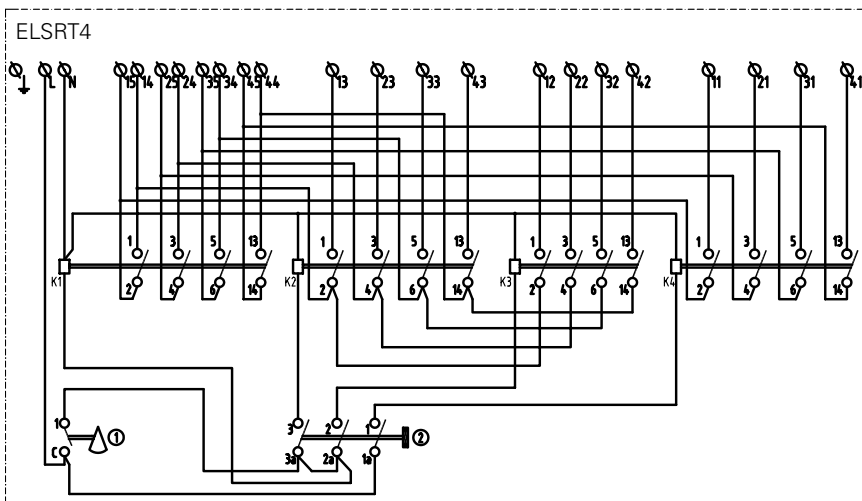 ELSRT4
L N 15 14 25 24 35 34 45 44 13 23 33 43 12 22 32 42 11 21 31 41
1 3 5 13 1 3 5 13 1 3 5 13 1 3 5 13
K1 K2 K3 K4
2 4 6 14 2 4 6 14 2 4 6 14 2 4 6 14
1 ① 3 2 1 ②
C 3a 2a 1a